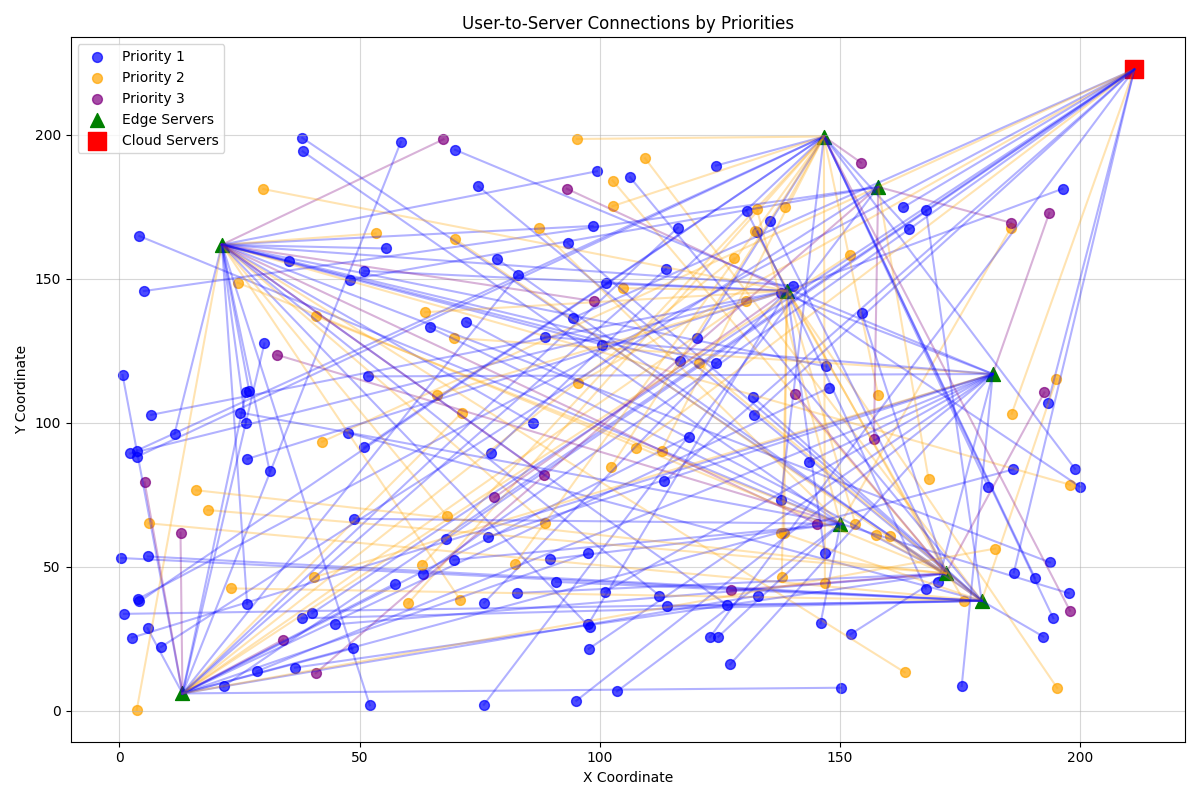 User-to-Server Connections by Priorities
Priority 1
Priority 2
Priority 3
Edge Servers
Cloud Servers
Y Coordinate
200
150
100
50
0
0 50 100 150 200
X Coordinate